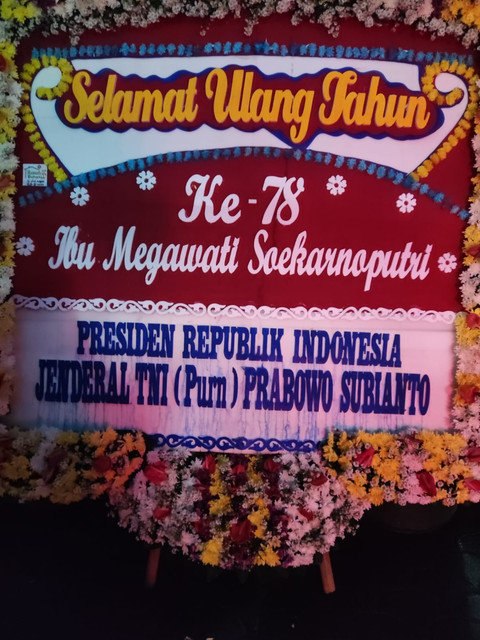 Selamat Ulang Tahun
Ke-78
Ibu Megawati Soekarnoputri
PRESIDEN REPUBLIK INDONESIA
JENDERAL TNI (Purn) PRABOWO SUBIANTO